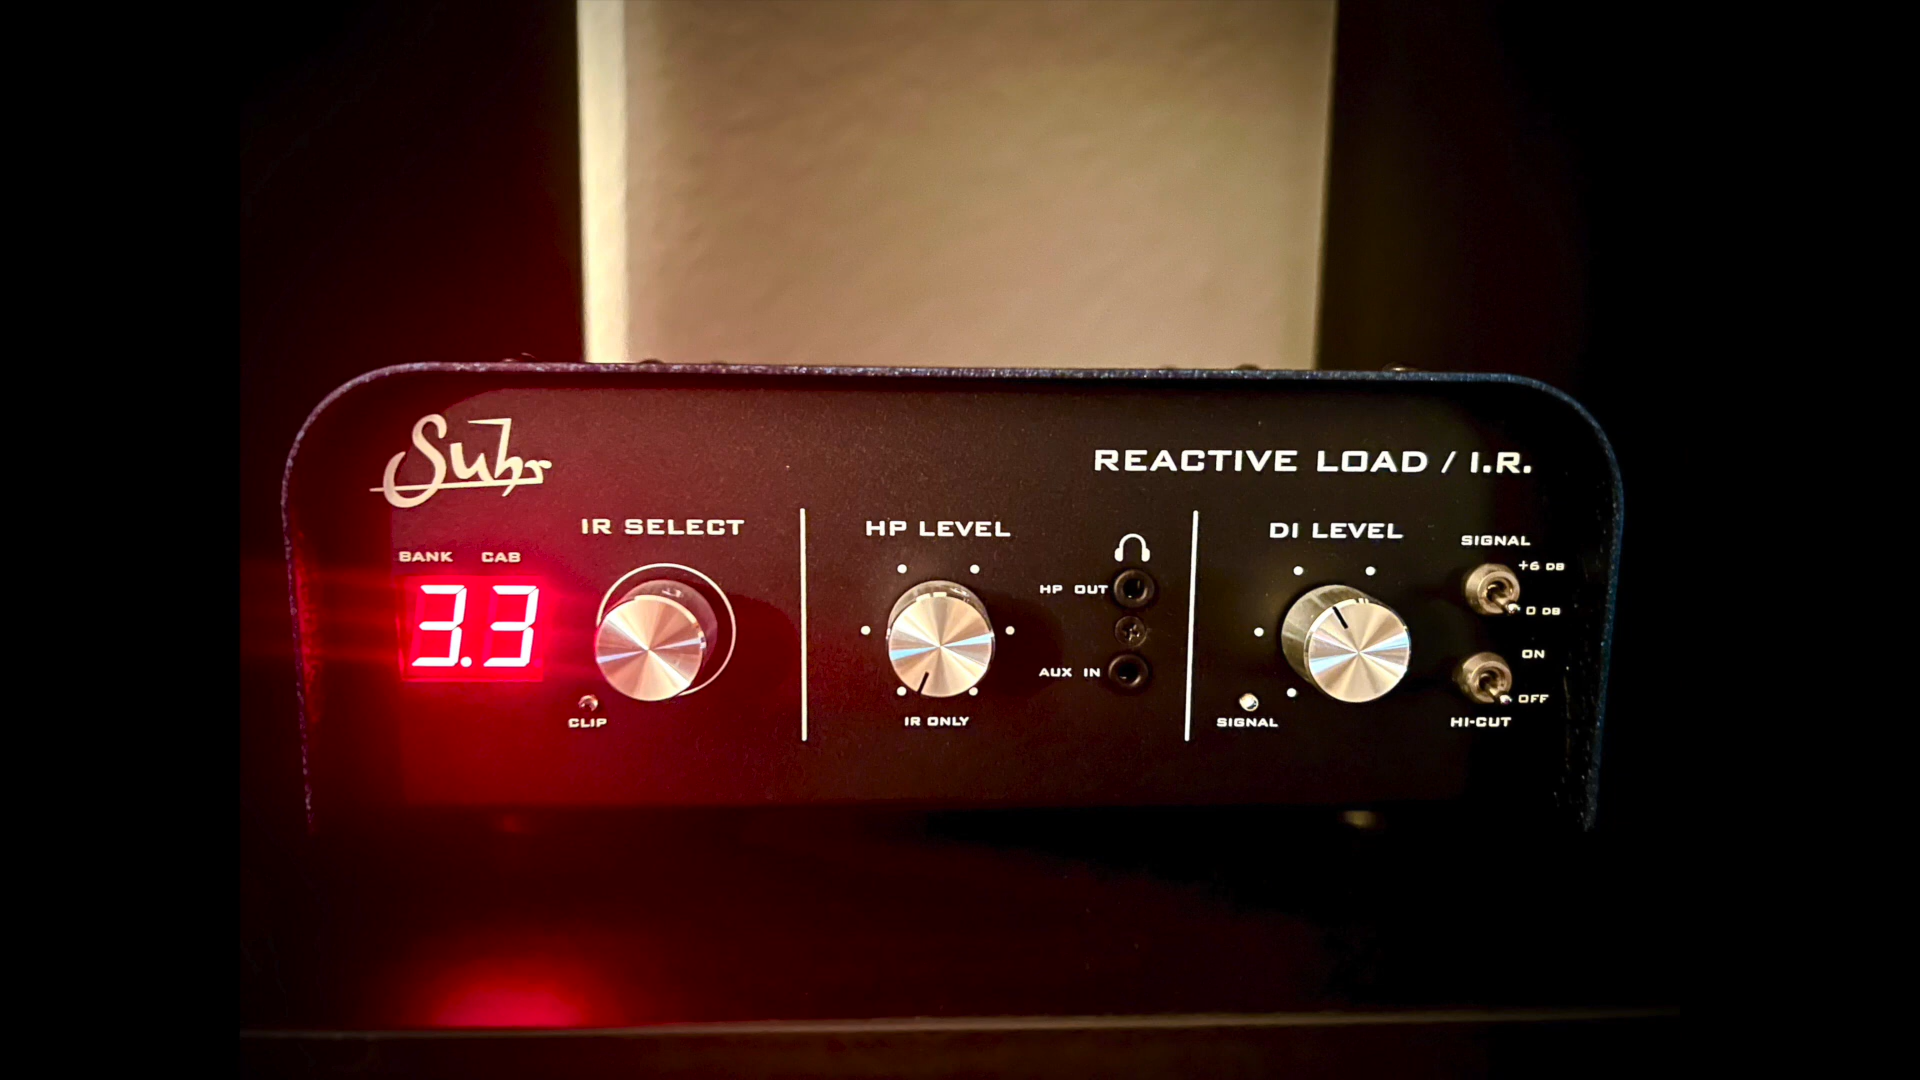 Suhr
REACTIVE LOAD / I.R.
IR SELECT
BANK CAB
3.3
CLIP
HP LEVEL
HP OUT
AUX IN
IR ONLY
DI LEVEL
SIGNAL
SIGNAL
+6 DB
0 DB
ON
OFF
HI-CUT